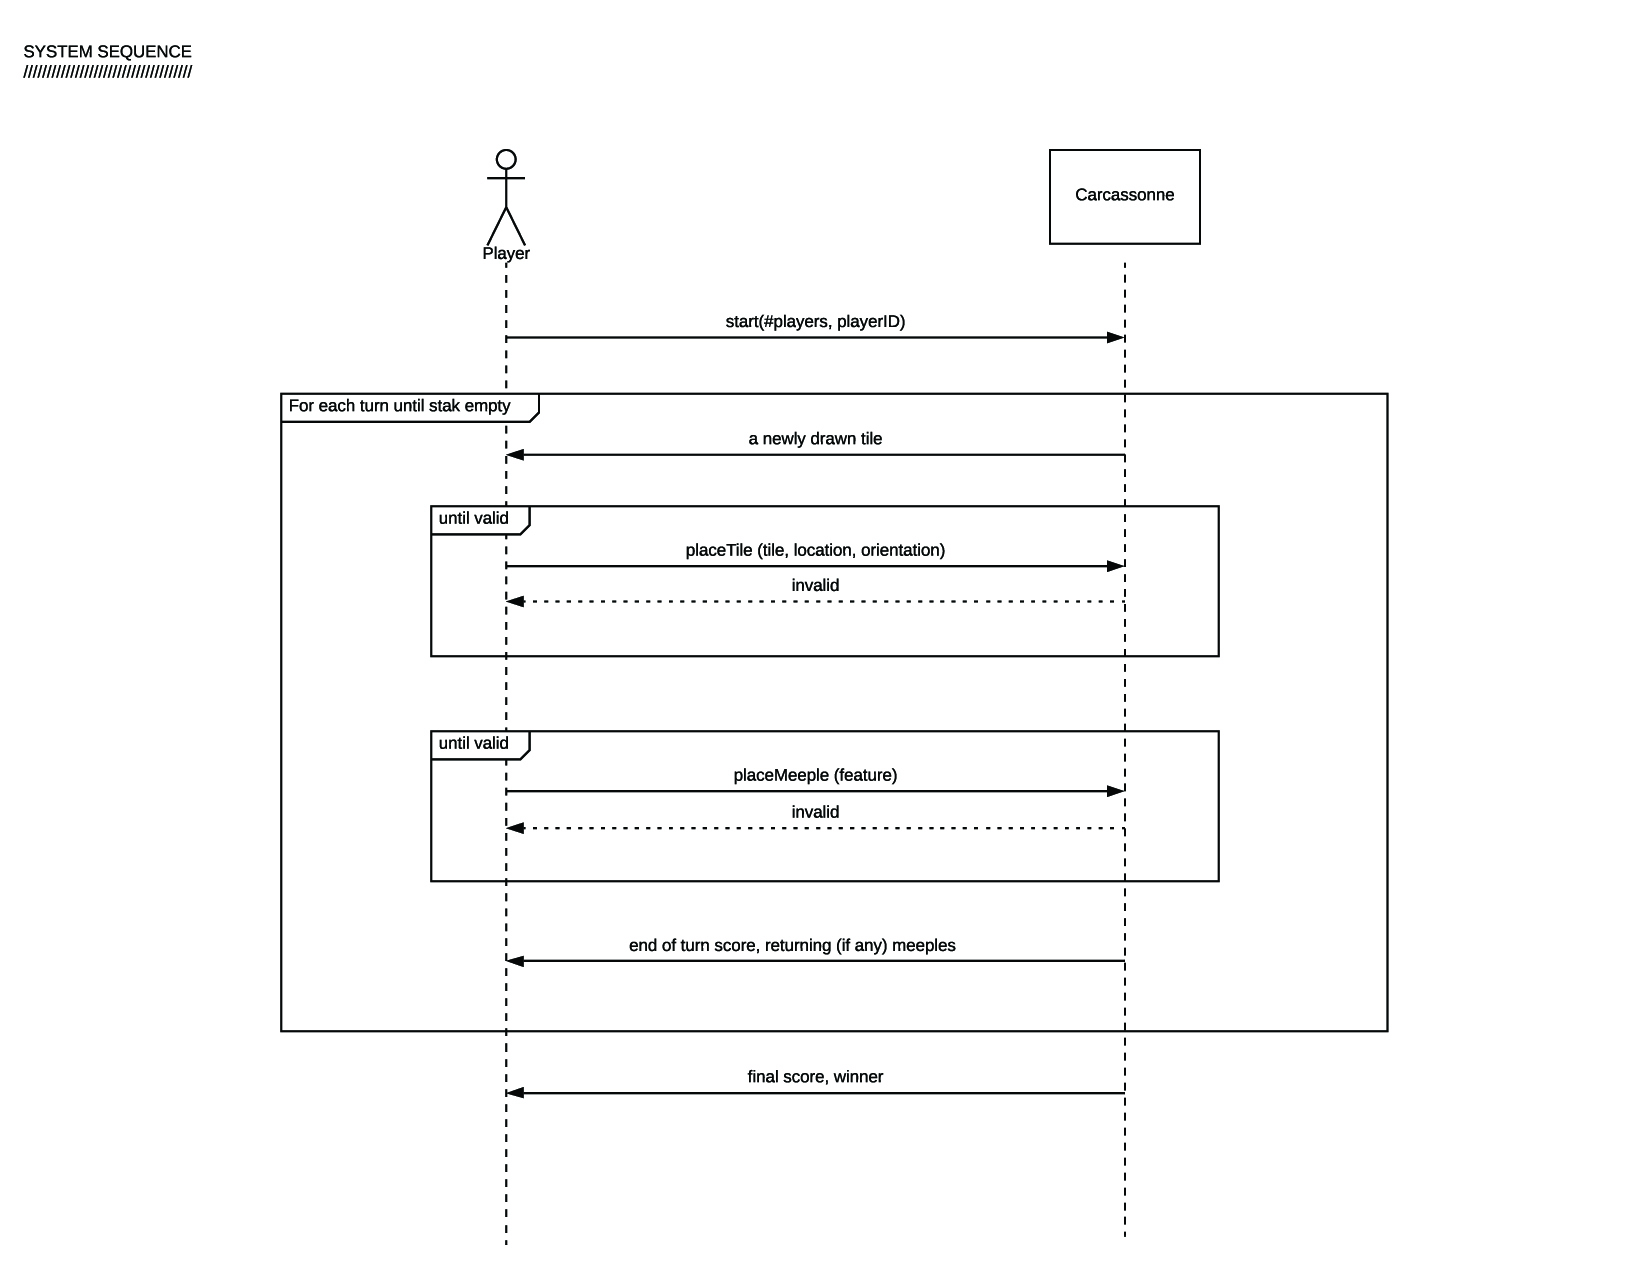 SYSTEM SEQUENCE
////////////////////////////////////
Player
Carcassonne
start(#players, playerID)
For each turn until stak empty
a newly drawn tile
until valid
placeTile (tile, location, orientation)
invalid
until valid
placeMeeple (feature)
invalid
end of turn score, returning (if any) meeples
final score, winner